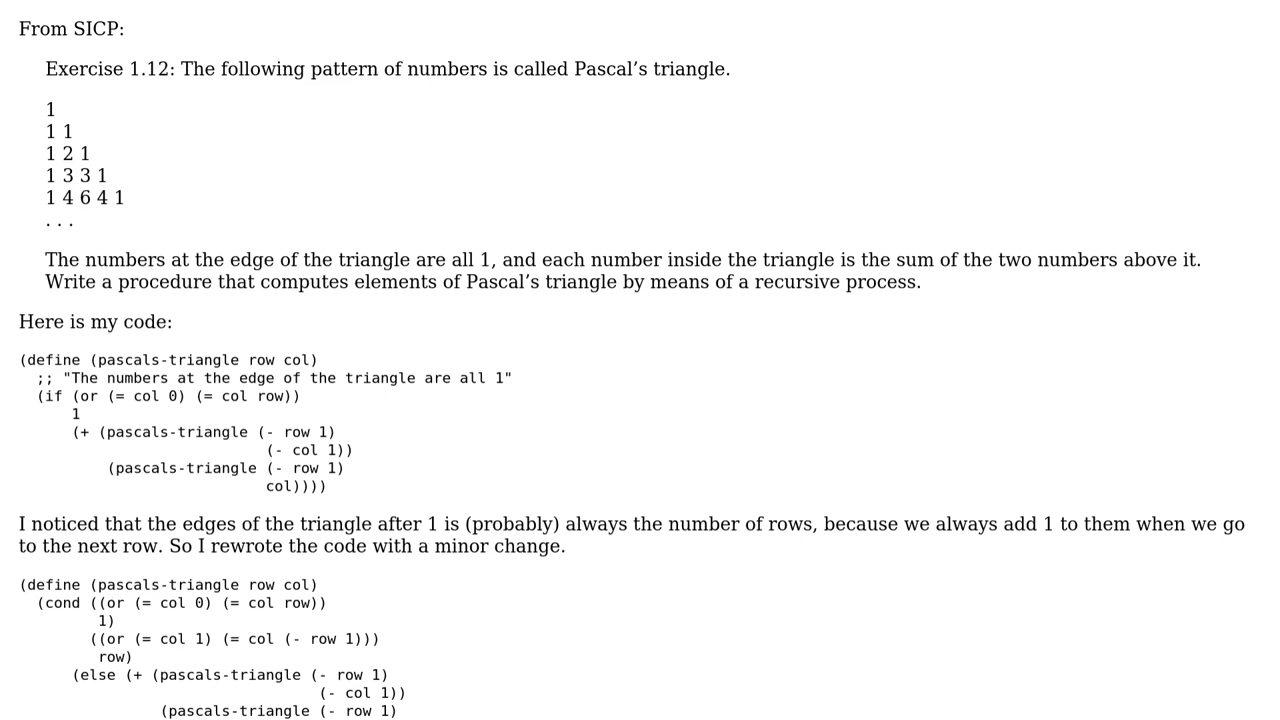 From SICP:
Exercise 1.12: The following pattern of numbers is called Pascal’s triangle.
1
1 1
1 2 1
1 3 3 1
1 4 6 4 1
. . .
The numbers at the edge of the triangle are all 1, and each number inside the triangle is the sum of the two numbers above it.
Write a procedure that computes elements of Pascal’s triangle by means of a recursive process.
Here is my code:
(define (pascals-triangle row col)
  ;; "The numbers at the edge of the triangle are all 1"
  (if (or (= col 0) (= col row))
      1
      (+ (pascals-triangle (- row 1)
                            (- col 1))
          (pascals-triangle (- row 1)
                            col))))
I noticed that the edges of the triangle after 1 is (probably) always the number of rows, because we always add 1 to them when we go
to the next row. So I rewrote the code with a minor change.
(define (pascals-triangle row col)
  (cond ((or (= col 0) (= col row))
         1)
        ((or (= col 1) (= col (- row 1)))
         row)
      (else (+ (pascals-triangle (- row 1)
                                  (- col 1))
                (pascals-triangle (- row 1)